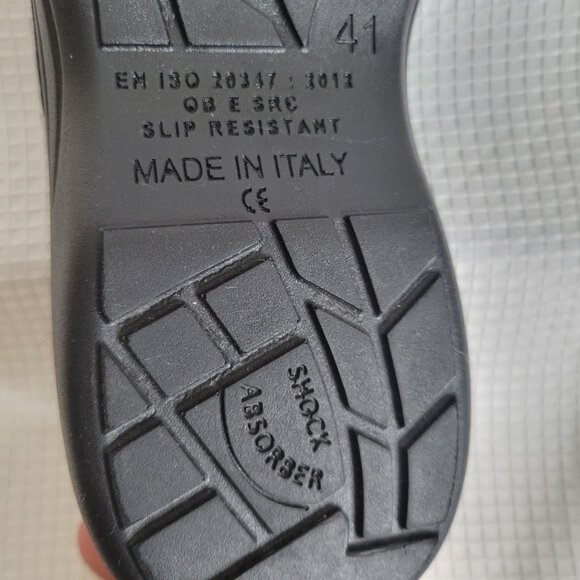 41
EN ISO 20347 : 2012
OB E SRC
SLIP RESISTANT
MADE IN ITALY
CE
SHOCK
ABSORBER